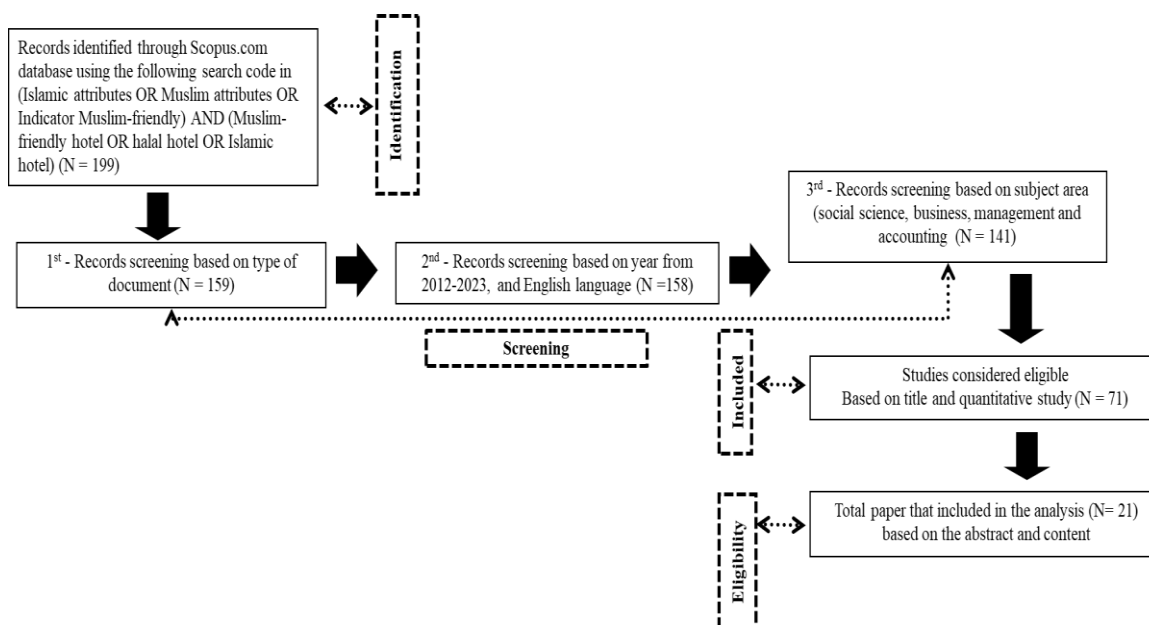 Records identified through Scopus.com
database using the following search code in
(Islamic attributes OR Muslim attributes OR
Indicator Muslim-friendly) AND (Muslim-
friendly hotel OR halal hotel OR Islamic
hotel) (N = 199)
Identification
1st - Records screening based on type of
document (N = 159)
2nd - Records screening based on year from
2012-2023, and English language (N =158)
3rd - Records screening based on subject area
(social science, business, management and
accounting (N = 141)
Screening
Included
Studies considered eligible
Based on title and quantitative study (N = 71)
Eligibility
Total paper that included in the analysis (N= 21)
based on the abstract and content